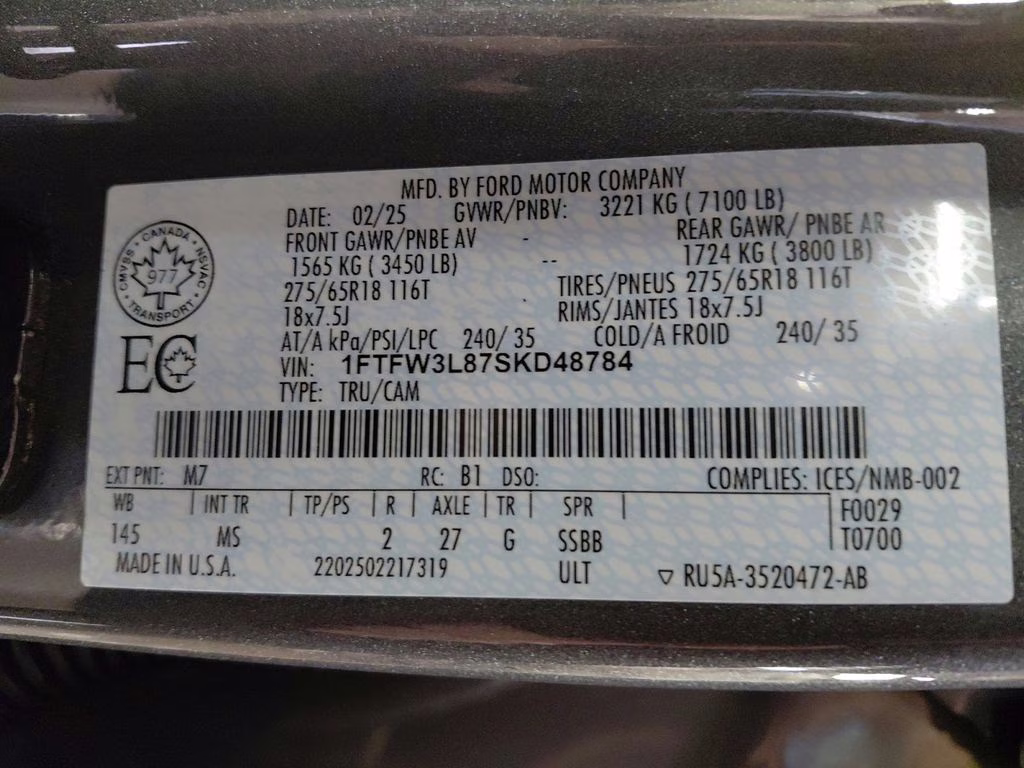 MFD. BY FORD MOTOR COMPANY
DATE: 02/25 GVWR/PNBV: 3221 KG ( 7100 LB)
FRONT GAWR/PNBE AV - REAR GAWR/ PNBE AR
1565 KG ( 3450 LB) -- 1724 KG ( 3800 LB)
275/65R18 116T TIRES/PNEUS 275/65R18 116T
18x7.5J RIMS/JANTES 18x7.5J
AT/A kPa/PSI/LPC 240/ 35 COLD/A FROID 240/ 35
VIN: 1FTFW3L87SKD48784
TYPE: TRU/CAM
CANADA
CMVSS 977 NSVAC
TRANSPORT
EC
EXT PNT: M7 RC: B1 DSO: COMPLIES: ICES/NMB-002
WB | INT TR | TP/PS | R | AXLE | TR | SPR | F0029
145 MS 2 27 G SSBB T0700
MADE IN U.S.A. 2202502217319 ULT ▽ RU5A-3520472-AB